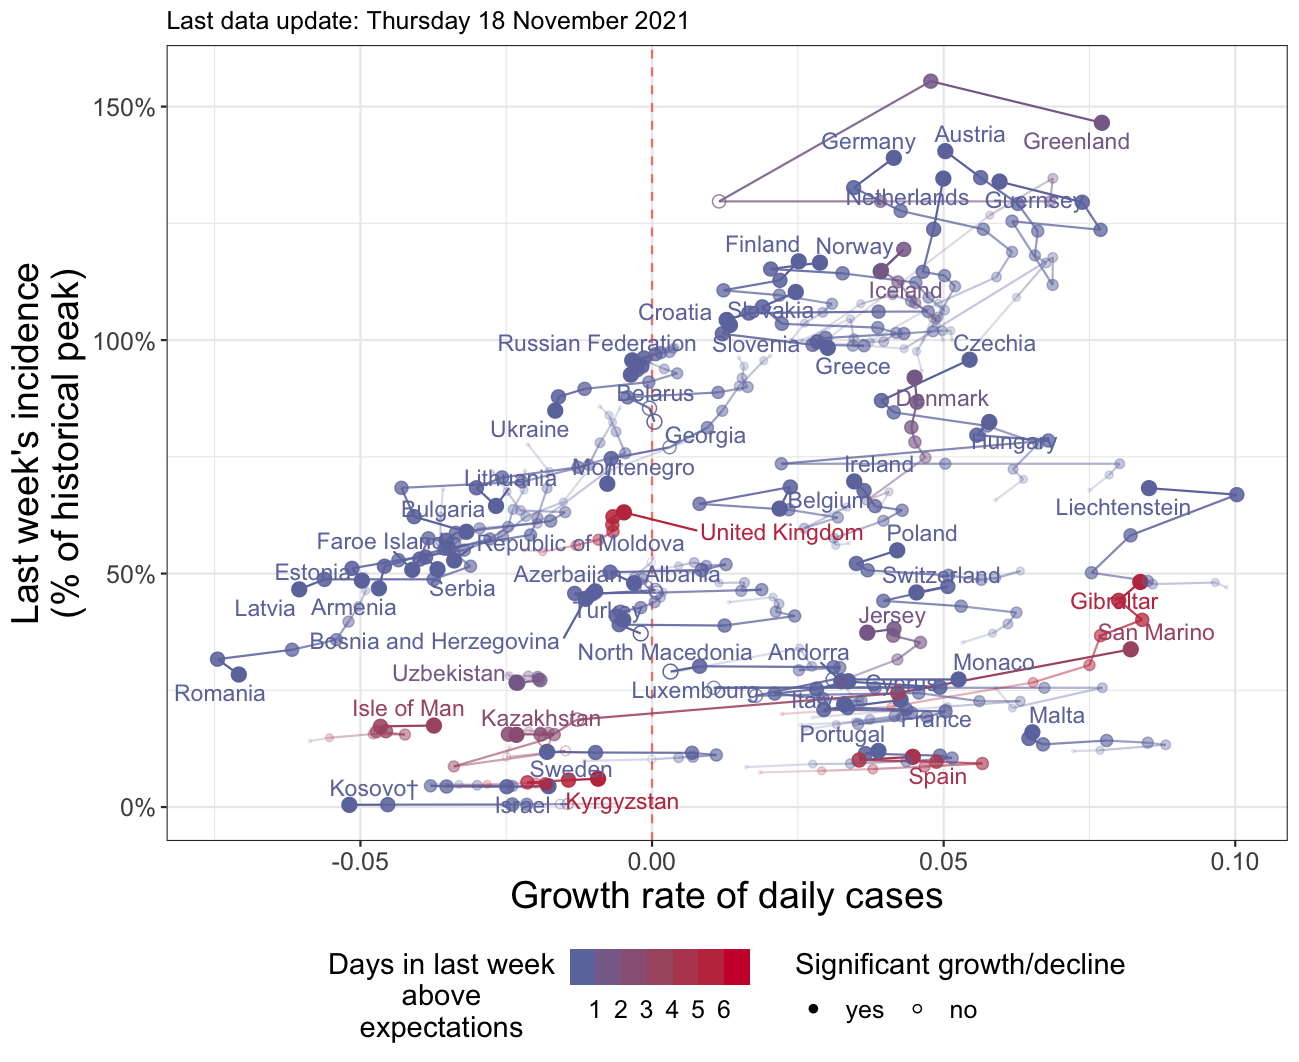 Last data update: Thursday 18 November 2021
150%
100%
50%
0%
Last week's incidence
(% of historical peak)
Germany
Austria
Greenland
Netherlands
Guernsey
Finland
Norway
Iceland
Croatia
Slovakia
Russian Federation
Slovenia
Czechia
Greece
Belarus
Denmark
Ukraine
Georgia
Hungary
Montenegro
Ireland
Lithuania
Bulgaria
Belgium
Liechtenstein
United Kingdom
Faroe Islands
Republic of Moldova
Poland
Estonia
Azerbaijan
Albania
Switzerland
Serbia
Latvia
Armenia
Turkey
Gibraltar
Jersey
San Marino
Bosnia and Herzegovina
North Macedonia
Andorra
Monaco
Uzbekistan
Romania
Luxembourg
Cyprus
Italy
Isle of Man
Kazakhstan
France
Malta
Portugal
Sweden
Spain
Kosovo†
Israel
Kyrgyzstan
-0.05
0.00
0.05
0.10
Growth rate of daily cases
Days in last week
above
expectations
1 2 3 4 5 6
Significant growth/decline
yes
no